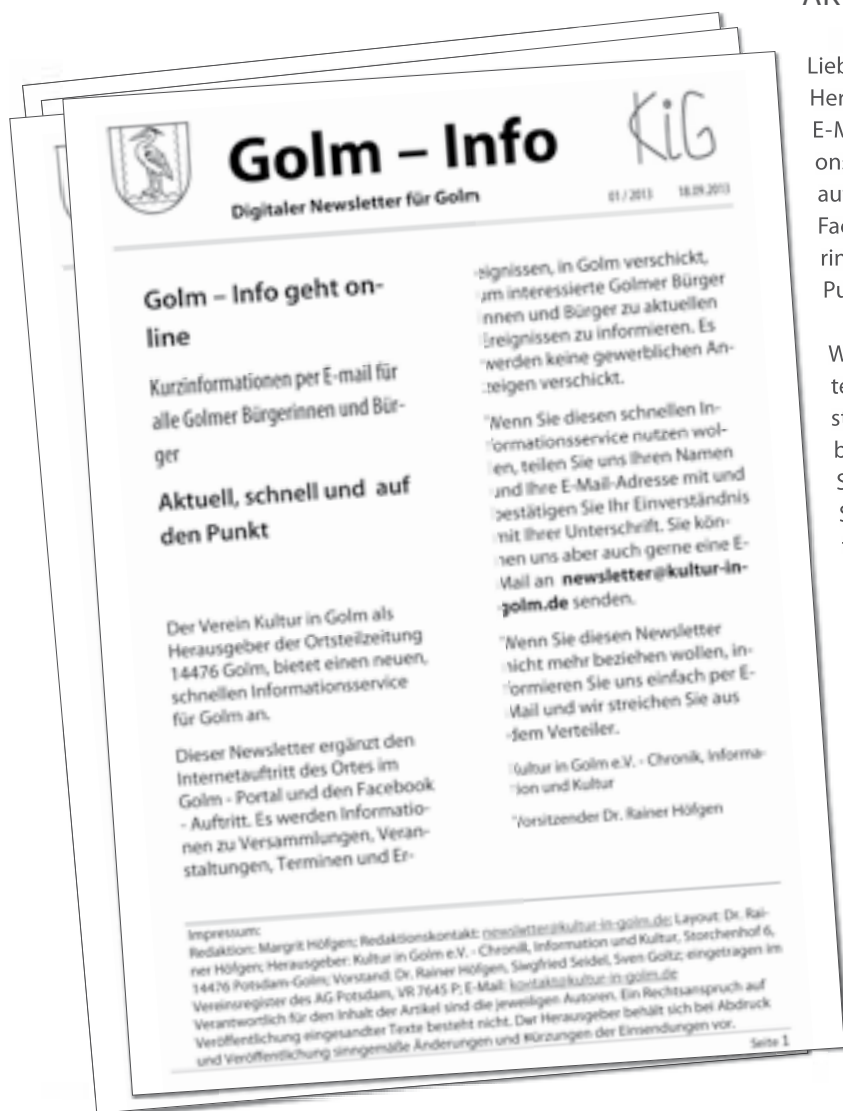 Golm – Info
KiG
Digitaler Newsletter für Golm
01 / 2013
18.09.2013
Golm – Info geht on-
line
Kurzinformationen per E-mail für
alle Golmer Bürgerinnen und Bür-
ger
Aktuell, schnell und auf
den Punkt
Der Verein Kultur in Golm als
Herausgeber der Ortsteilzeitung
14476 Golm, bietet einen neuen,
schnellen Informationsservice
für Golm an.
Dieser Newsletter ergänzt den
Internetauftritt des Ortes im
Golm - Portal und den Facebook
- Auftritt. Es werden Informatio-
nen zu Versammlungen, Veran-
staltungen, Terminen und Er-
eignissen, in Golm verschickt,
um interessierte Golmer Bürger
innen und Bürger zu aktuellen
Ereignissen zu informieren. Es
werden keine gewerblichen An-
zeigen verschickt.
Wenn Sie diesen schnellen In-
formationsservice nutzen wol-
len, teilen Sie uns Ihren Namen
und Ihre E-Mail-Adresse mit und
bestätigen Sie Ihr Einverständnis
mit Ihrer Unterschrift. Sie kön-
nen uns aber auch gerne eine E-
Mail an newsletter@kultur-in-
golm.de senden.
Wenn Sie diesen Newsletter
nicht mehr beziehen wollen, in-
formieren Sie uns einfach per E-
Mail und wir streichen Sie aus
dem Verteiler.
Kultur in Golm e.V. - Chronik, Informa-
tion und Kultur
Vorsitzender Dr. Rainer Höfgen
Impressum:
Redaktion: Margrit Höfgen; Redaktionskontakt: newsletter@kultur-in-golm.de; Layout: Dr. Rai-
ner Höfgen; Herausgeber: Kultur in Golm e.V. - Chronik, Information und Kultur, Storchenhof 6,
14476 Potsdam-Golm; Vorstand: Dr. Rainer Höfgen, Siegfried Seidel, Sven Goltz; eingetragen im
Vereinsregister des AG Potsdam, VR 7645 P; E-Mail: kontakt@kultur-in-golm.de
Verantwortlich für den Inhalt der Artikel sind die jeweiligen Autoren. Ein Rechtsanspruch auf
Veröffentlichung eingesandter Texte besteht nicht. Der Herausgeber behält sich bei Abdruck
und Veröffentlichung sinngemäße Änderungen und Kürzungen der Einsendungen vor.
Seite 1